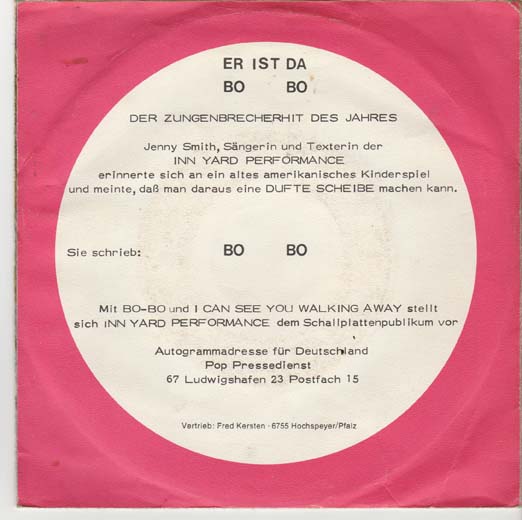 ER IST DA
BO BO
DER ZUNGENBRECHERHIT DES JAHRES
Jenny Smith, Sängerin und Texterin der
INN YARD PERFORMANCE
erinnerte sich an ein altes amerikanisches Kinderspiel
und meinte, daß man daraus eine DUFTE SCHEIBE machen kann.
Sie schrieb: BO BO
Mit BO-BO und I CAN SEE YOU WALKING AWAY stellt
sich INN YARD PERFORMANCE dem Schallplattenpublikum vor
Autogrammadresse für Deutschland
Pop Pressedienst
67 Ludwigshafen 23 Postfach 15
Vertrieb: Fred Kersten · 6755 Hochspeyer/Pfalz